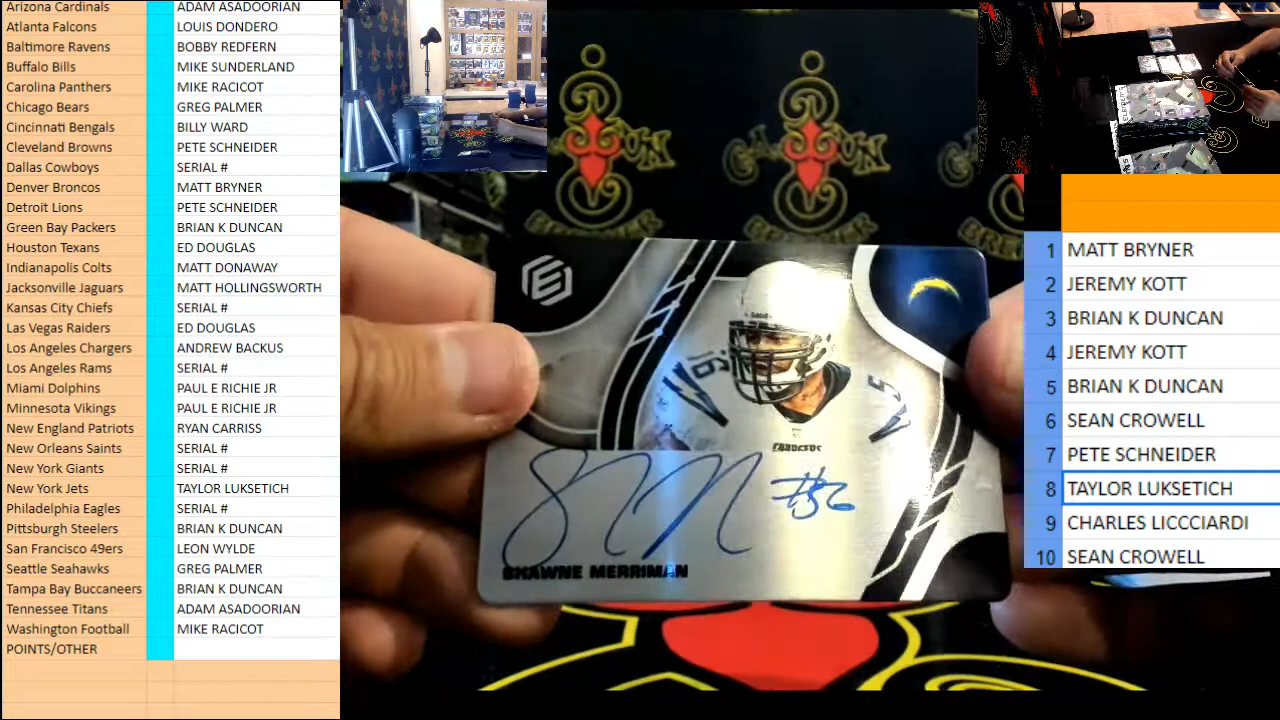 Arizona Cardinals ADAM ASADOORIAN
Atlanta Falcons LOUIS DONDERO
Baltimore Ravens BOBBY REDFERN
Buffalo Bills MIKE SUNDERLAND
Carolina Panthers MIKE RACICOT
Chicago Bears GREG PALMER
Cincinnati Bengals BILLY WARD
Cleveland Browns PETE SCHNEIDER
Dallas Cowboys SERIAL #
Denver Broncos MATT BRYNER
Detroit Lions PETE SCHNEIDER
Green Bay Packers BRIAN K DUNCAN
Houston Texans ED DOUGLAS
Indianapolis Colts MATT DONAWAY
Jacksonville Jaguars MATT HOLLINGSWORTH
Kansas City Chiefs SERIAL #
Las Vegas Raiders ED DOUGLAS
Los Angeles Chargers ANDREW BACKUS
Los Angeles Rams SERIAL #
Miami Dolphins PAUL E RICHIE JR
Minnesota Vikings PAUL E RICHIE JR
New England Patriots RYAN CARRISS
New Orleans Saints SERIAL #
New York Giants SERIAL #
New York Jets TAYLOR LUKSETICH
Philadelphia Eagles SERIAL #
Pittsburgh Steelers BRIAN K DUNCAN
San Francisco 49ers LEON WYLDE
Seattle Seahawks GREG PALMER
Tampa Bay Buccaneers BRIAN K DUNCAN
Tennessee Titans ADAM ASADOORIAN
Washington Football MIKE RACICOT
POINTS/OTHER
#56
SHAWNE MERRIMAN
1 MATT BRYNER
2 JEREMY KOTT
3 BRIAN K DUNCAN
4 JEREMY KOTT
5 BRIAN K DUNCAN
6 SEAN CROWELL
7 PETE SCHNEIDER
8 TAYLOR LUKSETICH
9 CHARLES LICCCIARDI
10 SEAN CROWELL